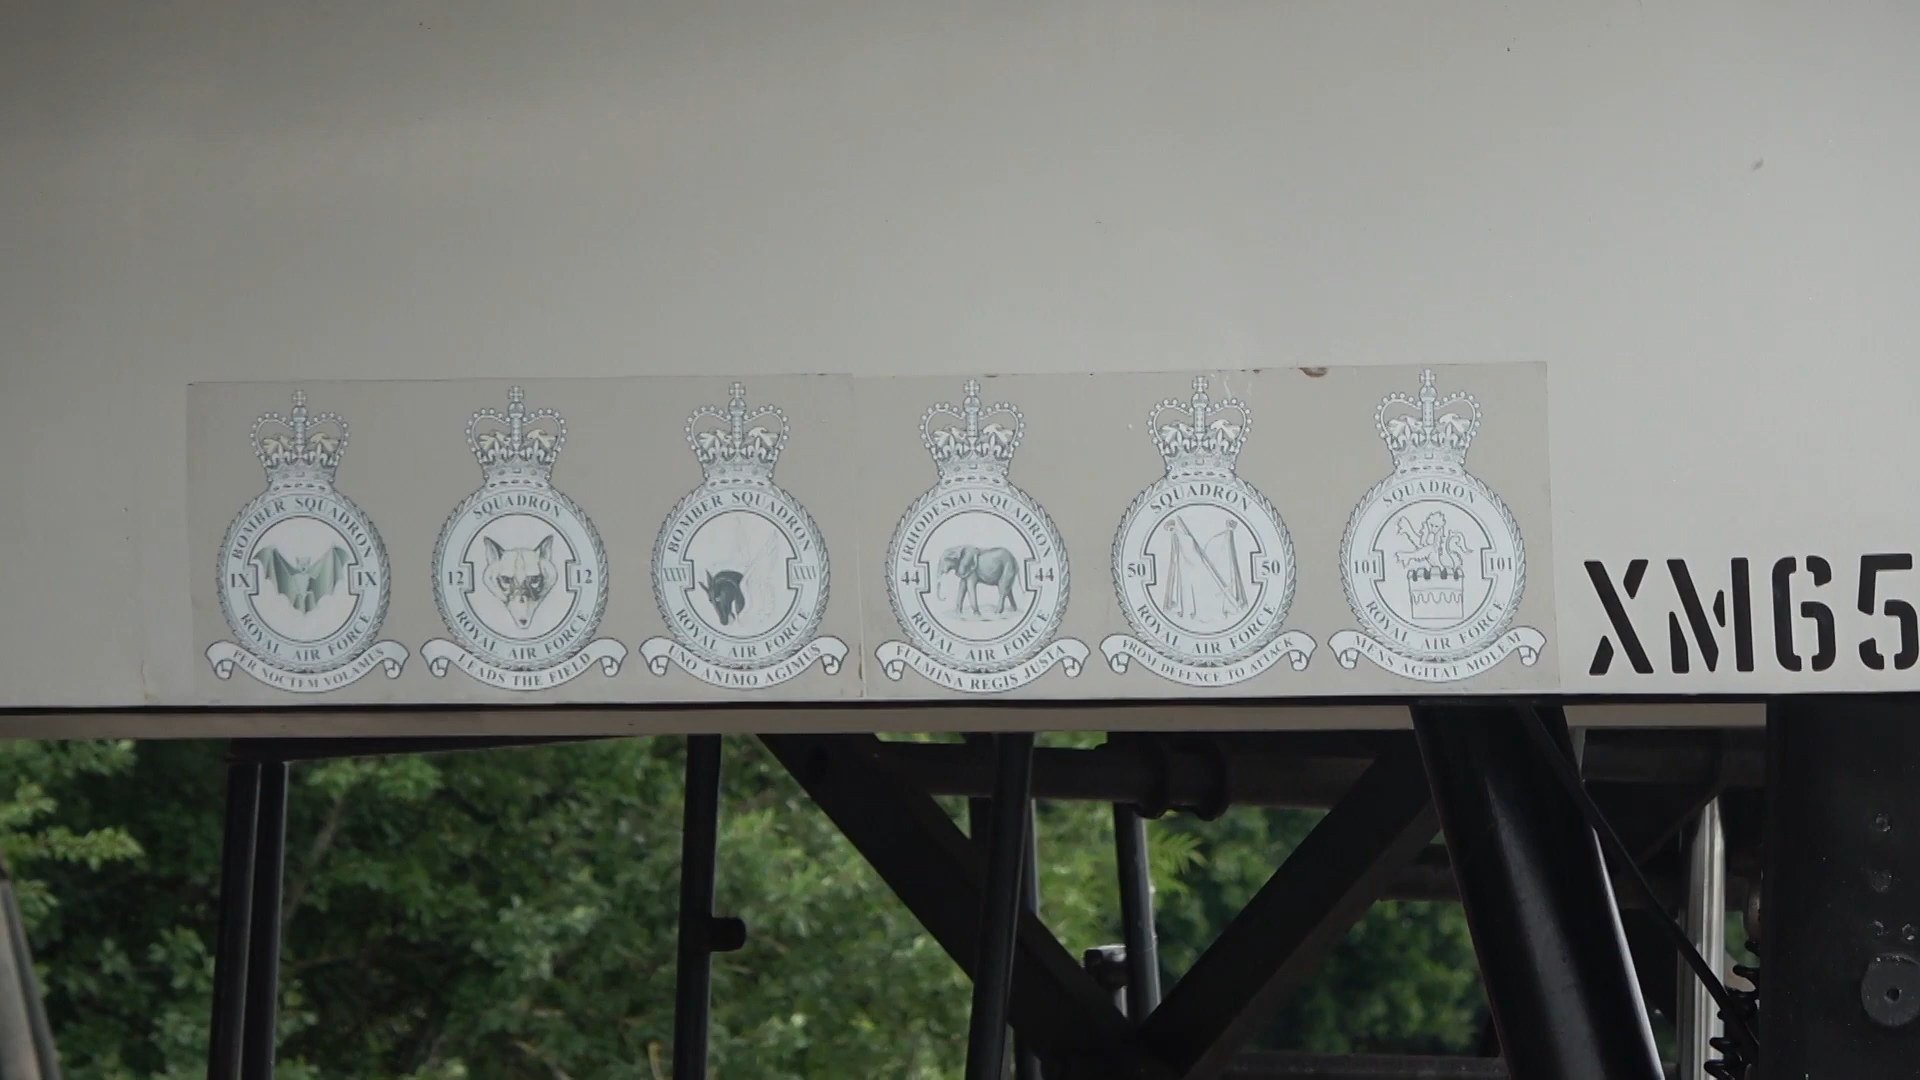 BOMBER SQUADRON
IX IX
ROYAL AIR FORCE
PER NOCTEM VOLAMUS
SQUADRON
12 12
ROYAL AIR FORCE
LEADS THE FIELD
BOMBER SQUADRON
XXXV XXXV
ROYAL AIR FORCE
UNO ANIMO AGIMUS
(RHODESIA) SQUADRON
44 44
ROYAL AIR FORCE
FULMINA REGIS JUSTA
SQUADRON
50 50
ROYAL AIR FORCE
FROM DEFENCE TO ATTACK
SQUADRON
101 101
ROYAL AIR FORCE
MENS AGITAT MOLEM
XM65